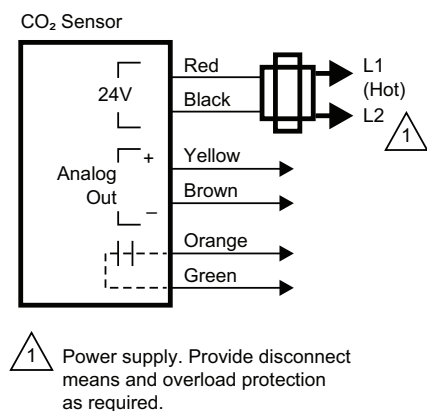 CO₂ Sensor
Red
L1
(Hot)
24V
Black
L2
1
Yellow
+
Analog
Out
Brown
–
Orange
Green
1 Power supply. Provide disconnect
means and overload protection
as required.